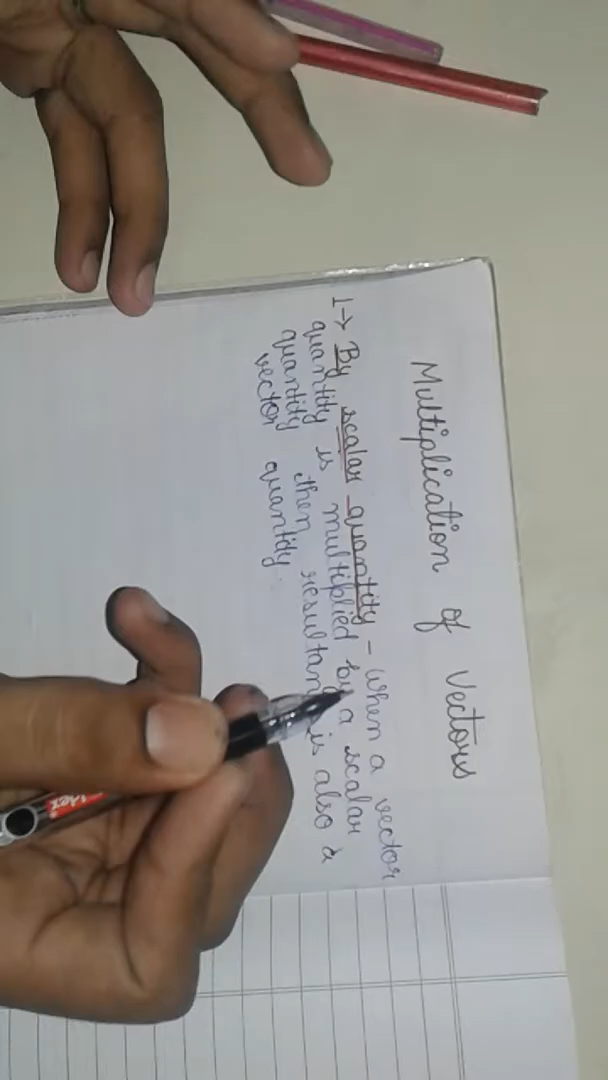 Multiplication of Vectors
1→ By scalar quantity - When a vector
quantity is multiplied by a scalar
quantity then resultant is also a
vector quantity.